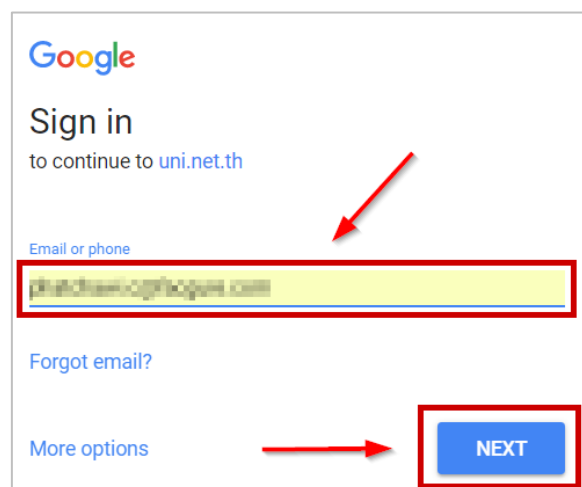 Google
Sign in
to continue to uni.net.th
Email or phone
Forgot email?
More options
NEXT